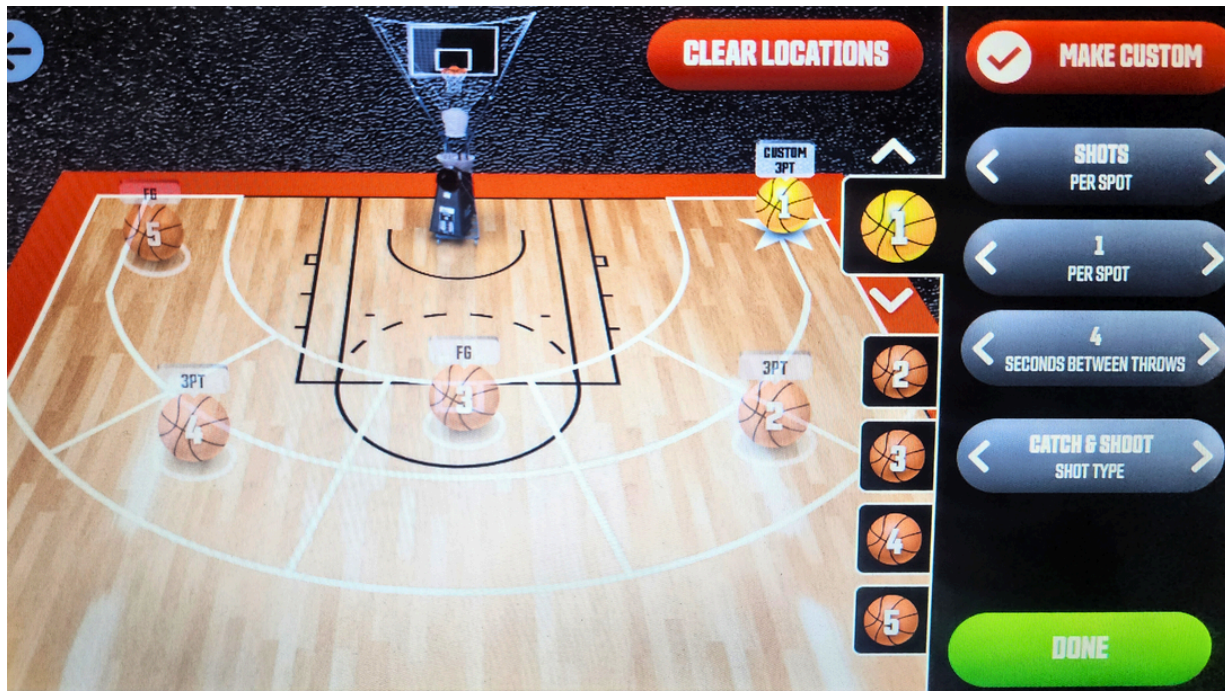 CLEAR LOCATIONS
MAKE CUSTOM
CUSTOM
3PT
1
FG
5
1
SHOTS
PER SPOT
1
PER SPOT
4
SECONDS BETWEEN THROWS
3PT
4
FG
3
3PT
2
2
3
4
5
CATCH & SHOOT
SHOT TYPE
DONE